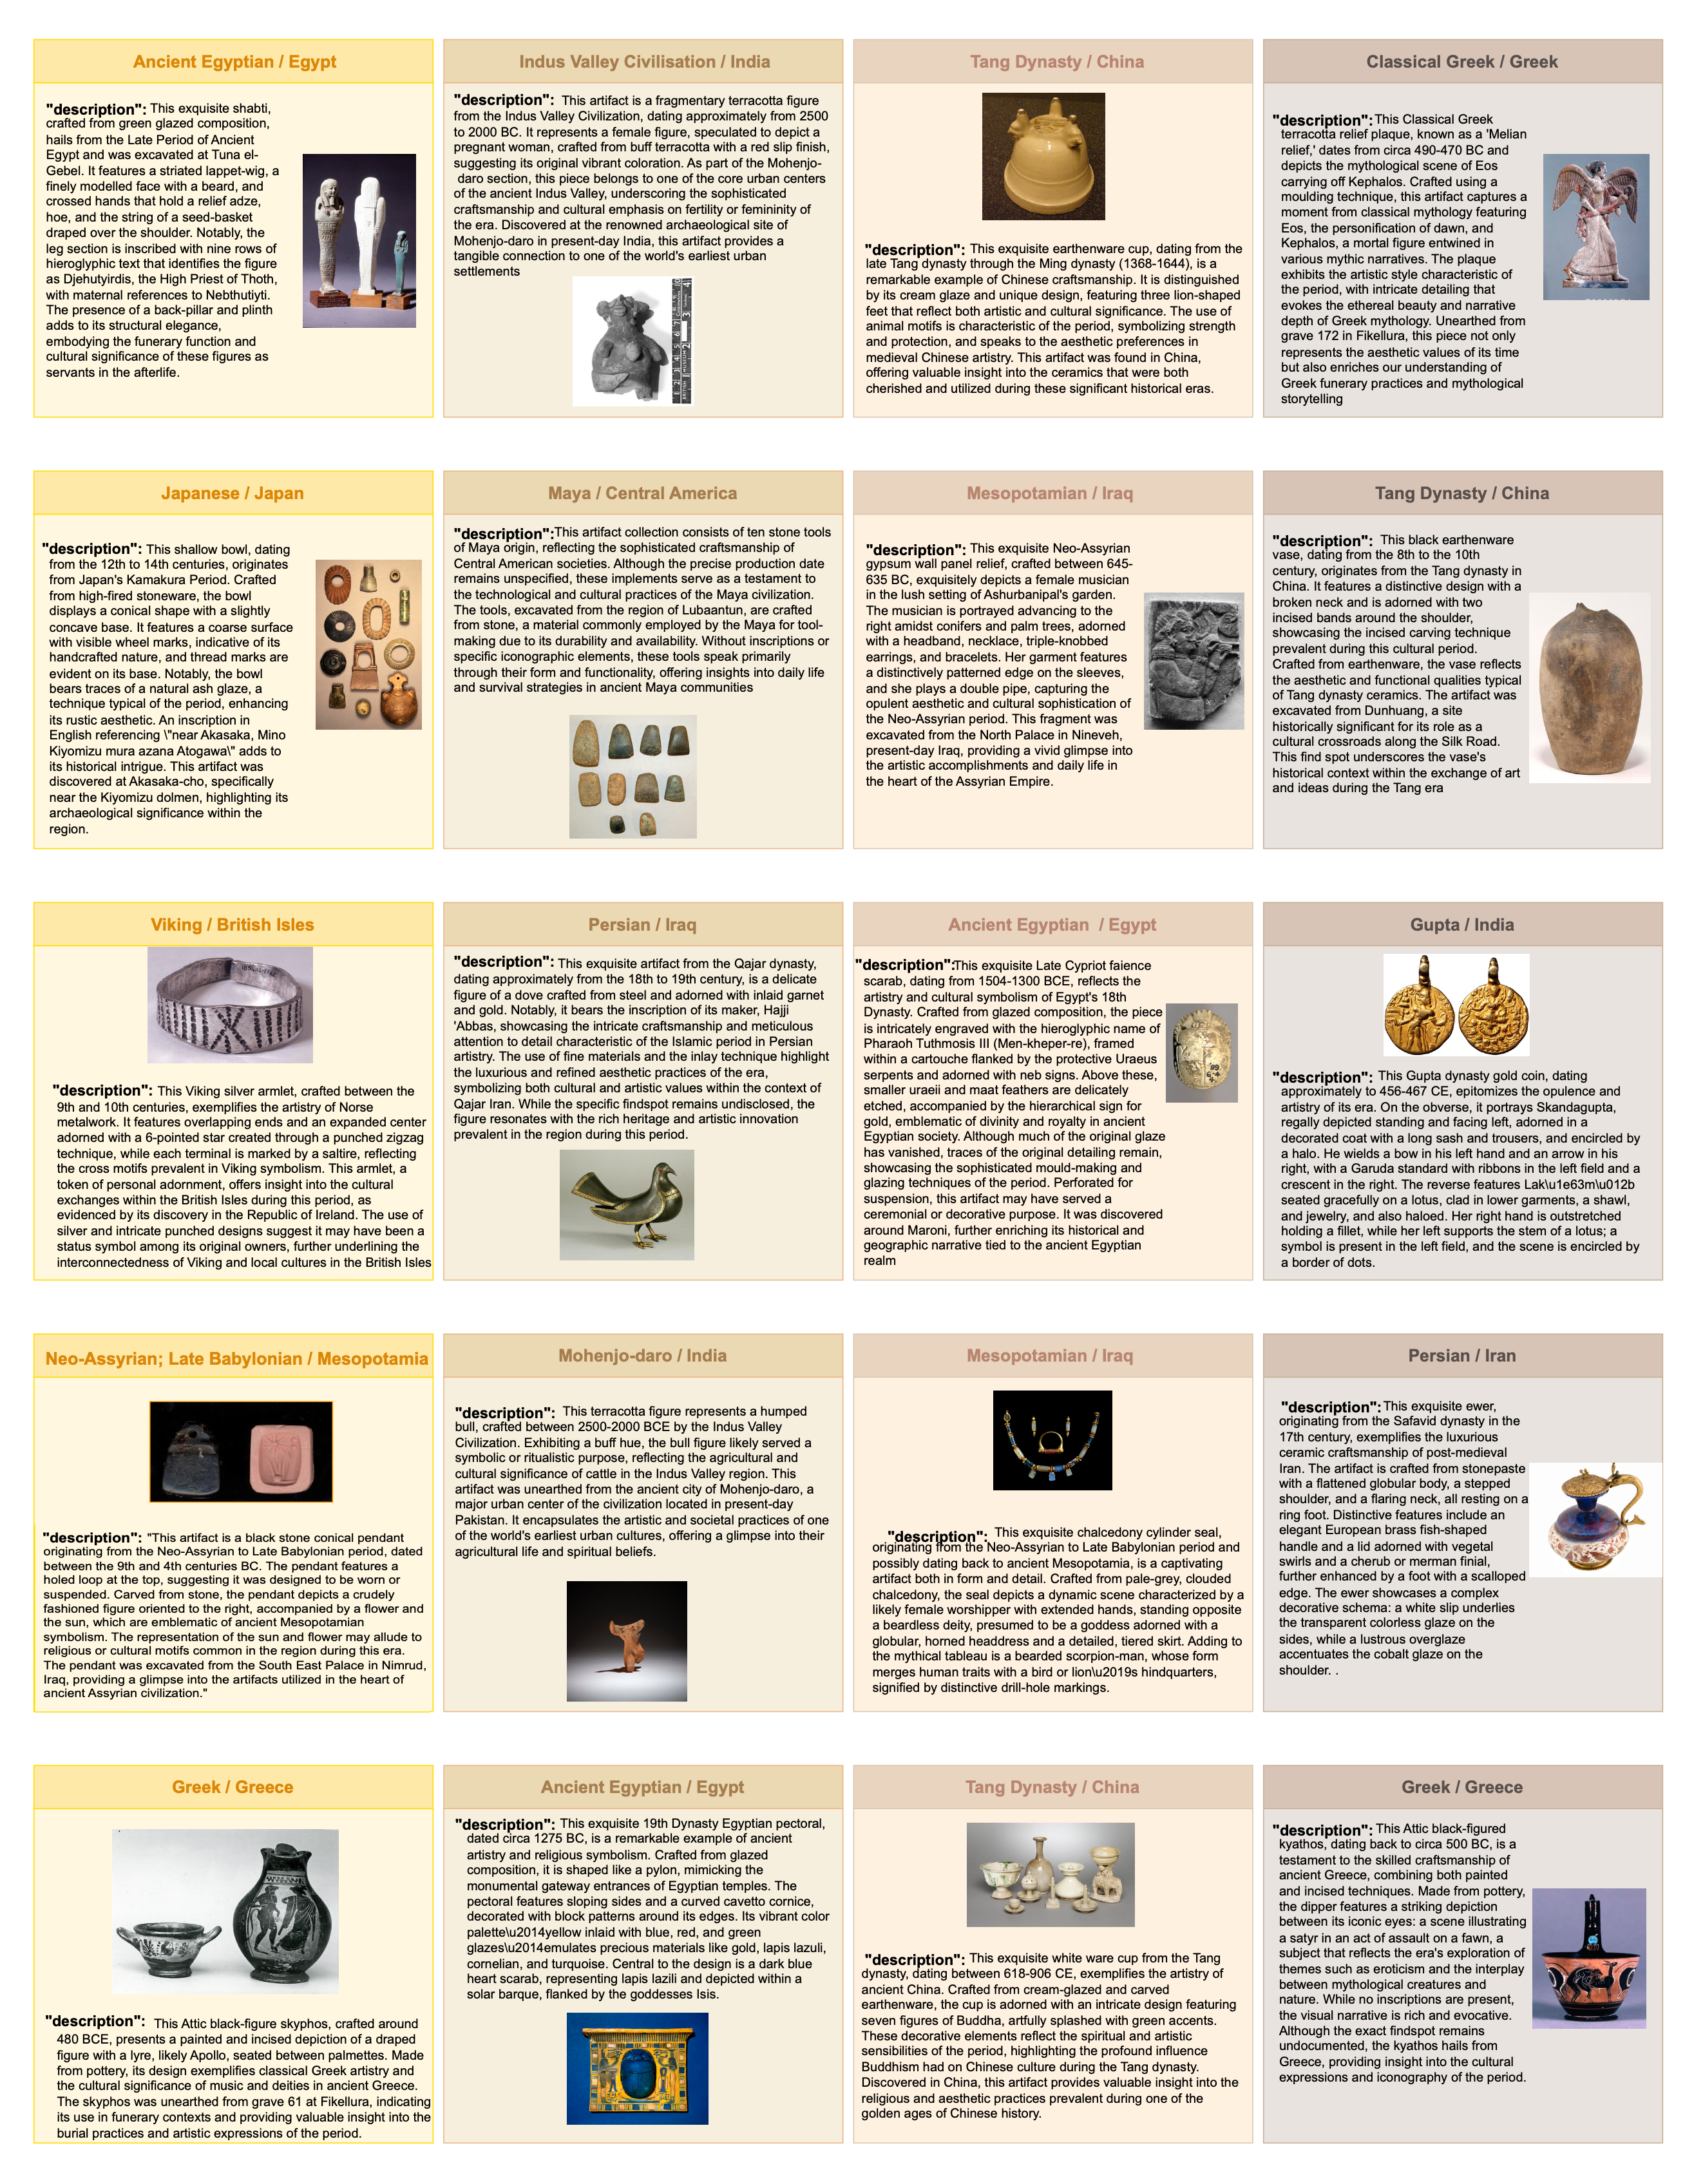 Ancient Egyptian / Egypt
"description": This exquisite shabti,
crafted from green glazed composition,
hails from the Late Period of Ancient
Egypt and was excavated at Tuna el-
Gebel. It features a striated lappet-wig, a
finely modelled face with a beard, and
crossed hands that hold a relief adze,
hoe, and the string of a seed-basket
draped over the shoulder. Notably, the
leg section is inscribed with nine rows of
hieroglyphic text that identifies the figure
as Djehutyirdis, the High Priest of Thoth,
with maternal references to Nebthutiyti.
The presence of a back-pillar and plinth
adds to its structural elegance,
embodying the funerary function and
cultural significance of these figures as
servants in the afterlife.
Indus Valley Civilisation / India
"description": This artifact is a fragmentary terracotta figure
from the Indus Valley Civilization, dating approximately from 2500
to 2000 BC. It represents a female figure, speculated to depict a
pregnant woman, crafted from buff terracotta with a red slip finish,
suggesting its original vibrant coloration. As part of the Mohenjo-
daro section, this piece belongs to one of the core urban centers
of the ancient Indus Valley, underscoring the sophisticated
craftsmanship and cultural emphasis on fertility or femininity of
the era. Discovered at the renowned archaeological site of
Mohenjo-daro in present-day India, this artifact provides a
tangible connection to one of the world's earliest urban
settlements
Tang Dynasty / China
"description": This exquisite earthenware cup, dating from the
late Tang dynasty through the Ming dynasty (1368-1644), is a
remarkable example of Chinese craftsmanship. It is distinguished
by its cream glaze and unique design, featuring three lion-shaped
feet that reflect both artistic and cultural significance. The use of
animal motifs is characteristic of the period, symbolizing strength
and protection, and speaks to the aesthetic preferences in
medieval Chinese artistry. This artifact was found in China,
offering valuable insight into the ceramics that were both
cherished and utilized during these significant historical eras.
Classical Greek / Greek
"description": This Classical Greek
terracotta relief plaque, known as a 'Melian
relief,' dates from circa 490-470 BC and
depicts the mythological scene of Eos
carrying off Kephalos. Crafted using a
moulding technique, this artifact captures a
moment from classical mythology featuring
Eos, the personification of dawn, and
Kephalos, a mortal figure entwined in
various mythic narratives. The plaque
exhibits the artistic style characteristic of
the period, with intricate detailing that
evokes the ethereal beauty and narrative
depth of Greek mythology. Unearthed from
grave 172 in Fikellura, this piece not only
represents the aesthetic values of its time
but also enriches our understanding of
Greek funerary practices and mythological
storytelling
Japanese / Japan
"description": This shallow bowl, dating
from the 12th to 14th centuries, originates
from Japan's Kamakura Period. Crafted
from high-fired stoneware, the bowl
displays a conical shape with a slightly
concave base. It features a coarse surface
with visible wheel marks, indicative of its
handcrafted nature, and thread marks are
evident on its base. Notably, the bowl
bears traces of a natural ash glaze, a
technique typical of the period, enhancing
its rustic aesthetic. An inscription in
English referencing \"near Akasaka, Mino
Kiyomizu mura azana Atogawa\" adds to
its historical intrigue. This artifact was
discovered at Akasaka-cho, specifically
near the Kiyomizu dolmen, highlighting its
archaeological significance within the
region.
Maya / Central America
"description":This artifact collection consists of ten stone tools
of Maya origin, reflecting the sophisticated craftsmanship of
Central American societies. Although the precise production date
remains unspecified, these implements serve as a testament to
the technological and cultural practices of the Maya civilization.
The tools, excavated from the region of Lubaantun, are crafted
from stone, a material commonly employed by the Maya for tool-
making due to its durability and availability. Without inscriptions or
specific iconographic elements, these tools speak primarily
through their form and functionality, offering insights into daily life
and survival strategies in ancient Maya communities
Mesopotamian / Iraq
"description": This exquisite Neo-Assyrian
gypsum wall panel relief, crafted between 645-
635 BC, exquisitely depicts a female musician
in the lush setting of Ashurbanipal's garden.
The musician is portrayed advancing to the
right amidst conifers and palm trees, adorned
with a headband, necklace, triple-knobbed
earrings, and bracelets. Her garment features
a distinctively patterned edge on the sleeves,
and she plays a double pipe, capturing the
opulent aesthetic and cultural sophistication of
the Neo-Assyrian period. This fragment was
excavated from the North Palace in Nineveh,
present-day Iraq, providing a vivid glimpse into
the artistic accomplishments and daily life in
the heart of the Assyrian Empire.
Tang Dynasty / China
"description": This black earthenware
vase, dating from the 8th to the 10th
century, originates from the Tang dynasty in
China. It features a distinctive design with a
broken neck and is adorned with two
incised bands around the shoulder,
showcasing the incised carving technique
prevalent during this cultural period.
Crafted from earthenware, the vase reflects
the aesthetic and functional qualities typical
of Tang dynasty ceramics. The artifact was
excavated from Dunhuang, a site
historically significant for its role as a
cultural crossroads along the Silk Road.
This find spot underscores the vase's
historical context within the exchange of art
and ideas during the Tang era
Viking / British Isles
"description": This Viking silver armlet, crafted between the
9th and 10th centuries, exemplifies the artistry of Norse
metalwork. It features overlapping ends and an expanded center
adorned with a 6-pointed star created through a punched zigzag
technique, while each terminal is marked by a saltire, reflecting
the cross motifs prevalent in Viking symbolism. This armlet, a
token of personal adornment, offers insight into the cultural
exchanges within the British Isles during this period, as
evidenced by its discovery in the Republic of Ireland. The use of
silver and intricate punched designs suggest it may have been a
status symbol among its original owners, further underlining the
interconnectedness of Viking and local cultures in the British Isles
Persian / Iraq
"description": This exquisite artifact from the Qajar dynasty,
dating approximately from the 18th to 19th century, is a delicate
figure of a dove crafted from steel and adorned with inlaid garnet
and gold. Notably, it bears the inscription of its maker, Hajji
'Abbas, showcasing the intricate craftsmanship and meticulous
attention to detail characteristic of the Islamic period in Persian
artistry. The use of fine materials and the inlay technique highlight
the luxurious and refined aesthetic practices of the era,
symbolizing both cultural and artistic values within the context of
Qajar Iran. While the specific findspot remains undisclosed, the
figure resonates with the rich heritage and artistic innovation
prevalent in the region during this period.
Ancient Egyptian / Egypt
"description":This exquisite Late Cypriot faience
scarab, dating from 1504-1300 BCE, reflects the
artistry and cultural symbolism of Egypt's 18th
Dynasty. Crafted from glazed composition, the piece
is intricately engraved with the hieroglyphic name of
Pharaoh Tuthmosis III (Men-kheper-re), framed
within a cartouche flanked by the protective Uraeus
serpents and adorned with neb signs. Above these,
smaller uraeii and maat feathers are delicately
etched, accompanied by the hierarchical sign for
gold, emblematic of divinity and royalty in ancient
Egyptian society. Although much of the original glaze
has vanished, traces of the original detailing remain,
showcasing the sophisticated mould-making and
glazing techniques of the period. Perforated for
suspension, this artifact may have served a
ceremonial or decorative purpose. It was discovered
around Maroni, further enriching its historical and
geographic narrative tied to the ancient Egyptian
realm
Gupta / India
"description": This Gupta dynasty gold coin, dating
approximately to 456-467 CE, epitomizes the opulence and
artistry of its era. On the obverse, it portrays Skandagupta,
regally depicted standing and facing left, adorned in a
decorated coat with a long sash and trousers, and encircled by
a halo. He wields a bow in his left hand and an arrow in his
right, with a Garuda standard with ribbons in the left field and a
crescent in the right. The reverse features Lak\u1e63m\u012b
seated gracefully on a lotus, clad in lower garments, a shawl,
and jewelry, and also haloed. Her right hand is outstretched
holding a fillet, while her left supports the stem of a lotus; a
symbol is present in the left field, and the scene is encircled by
a border of dots.
Neo-Assyrian; Late Babylonian / Mesopotamia
"description": "This artifact is a black stone conical pendant
originating from the Neo-Assyrian to Late Babylonian period, dated
between the 9th and 4th centuries BC. The pendant features a
holed loop at the top, suggesting it was designed to be worn or
suspended. Carved from stone, the pendant depicts a crudely
fashioned figure oriented to the right, accompanied by a flower and
the sun, which are emblematic of ancient Mesopotamian
symbolism. The representation of the sun and flower may allude to
religious or cultural motifs common in the region during this era.
The pendant was excavated from the South East Palace in Nimrud,
Iraq, providing a glimpse into the artifacts utilized in the heart of
ancient Assyrian civilization."
Mohenjo-daro / India
"description": This terracotta figure represents a humped
bull, crafted between 2500-2000 BCE by the Indus Valley
Civilization. Exhibiting a buff hue, the bull figure likely served a
symbolic or ritualistic purpose, reflecting the agricultural and
cultural significance of cattle in the Indus Valley region. This
artifact was unearthed from the ancient city of Mohenjo-daro, a
major urban center of the civilization located in present-day
Pakistan. It encapsulates the artistic and societal practices of one
of the world's earliest urban cultures, offering a glimpse into their
agricultural life and spiritual beliefs.
Mesopotamian / Iraq
"description": This exquisite chalcedony cylinder seal,
originating from the Neo-Assyrian to Late Babylonian period and
possibly dating back to ancient Mesopotamia, is a captivating
artifact both in form and detail. Crafted from pale-grey, clouded
chalcedony, the seal depicts a dynamic scene characterized by a
likely female worshipper with extended hands, standing opposite
a beardless deity, presumed to be a goddess adorned with a
globular, horned headdress and a detailed, tiered skirt. Adding to
the mythical tableau is a bearded scorpion-man, whose form
merges human traits with a bird or lion\u2019s hindquarters,
signified by distinctive drill-hole markings.
Persian / Iran
"description": This exquisite ewer,
originating from the Safavid dynasty in the
17th century, exemplifies the luxurious
ceramic craftsmanship of post-medieval
Iran. The artifact is crafted from stonepaste
with a flattened globular body, a stepped
shoulder, and a flaring neck, all resting on a
ring foot. Distinctive features include an
elegant European brass fish-shaped
handle and a lid adorned with vegetal
swirls and a cherub or merman finial,
further enhanced by a foot with a scalloped
edge. The ewer showcases a complex
decorative schema: a white slip underlies
the transparent colorless glaze on the
sides, while a lustrous overglaze
accentuates the cobalt glaze on the
shoulder. .
Greek / Greece
"description": This Attic black-figure skyphos, crafted around
480 BCE, presents a painted and incised depiction of a draped
figure with a lyre, likely Apollo, seated between palmettes. Made
from pottery, its design exemplifies classical Greek artistry and
the cultural significance of music and deities in ancient Greece.
The skyphos was unearthed from grave 61 at Fikellura, indicating
its use in funerary contexts and providing valuable insight into the
burial practices and artistic expressions of the period.
Ancient Egyptian / Egypt
"description": This exquisite 19th Dynasty Egyptian pectoral,
dated circa 1275 BC, is a remarkable example of ancient
artistry and religious symbolism. Crafted from glazed
composition, it is shaped like a pylon, mimicking the
monumental gateway entrances of Egyptian temples. The
pectoral features sloping sides and a curved cavetto cornice,
decorated with block patterns around its edges. Its vibrant color
palette\u2014yellow inlaid with blue, red, and green
glazes\u2014emulates precious materials like gold, lapis lazuli,
cornelian, and turquoise. Central to the design is a dark blue
heart scarab, representing lapis lazili and depicted within a
solar barque, flanked by the goddesses Isis.
Tang Dynasty / China
"description": This exquisite white ware cup from the Tang
dynasty, dating between 618-906 CE, exemplifies the artistry of
ancient China. Crafted from cream-glazed and carved
earthenware, the cup is adorned with an intricate design featuring
seven figures of Buddha, artfully splashed with green accents.
These decorative elements reflect the spiritual and artistic
sensibilities of the period, highlighting the profound influence
Buddhism had on Chinese culture during the Tang dynasty.
Discovered in China, this artifact provides valuable insight into the
religious and aesthetic practices prevalent during one of the
golden ages of Chinese history.
Greek / Greece
"description": This Attic black-figured
kyathos, dating back to circa 500 BC, is a
testament to the skilled craftsmanship of
ancient Greece, combining both painted
and incised techniques. Made from pottery,
the dipper features a striking depiction
between its iconic eyes: a scene illustrating
a satyr in an act of assault on a fawn, a
subject that reflects the era's exploration of
themes such as eroticism and the interplay
between mythological creatures and
nature. While no inscriptions are present,
the visual narrative is rich and evocative.
Although the exact findspot remains
undocumented, the kyathos hails from
Greece, providing insight into the cultural
expressions and iconography of the period.